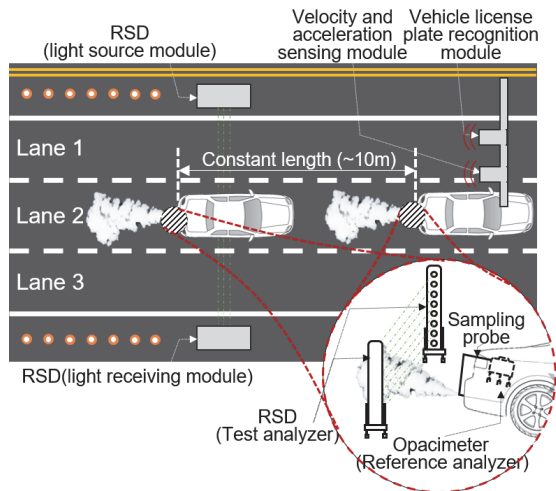 RSD
(light source module)
Velocity and
acceleration
sensing module
Vehicle license
plate recognition
module
Lane 1
Constant length (~10m)
Lane 2
Lane 3
RSD(light receiving module)
Sampling
probe
RSD
(Test analyzer)
Opacimeter
(Reference analyzer)